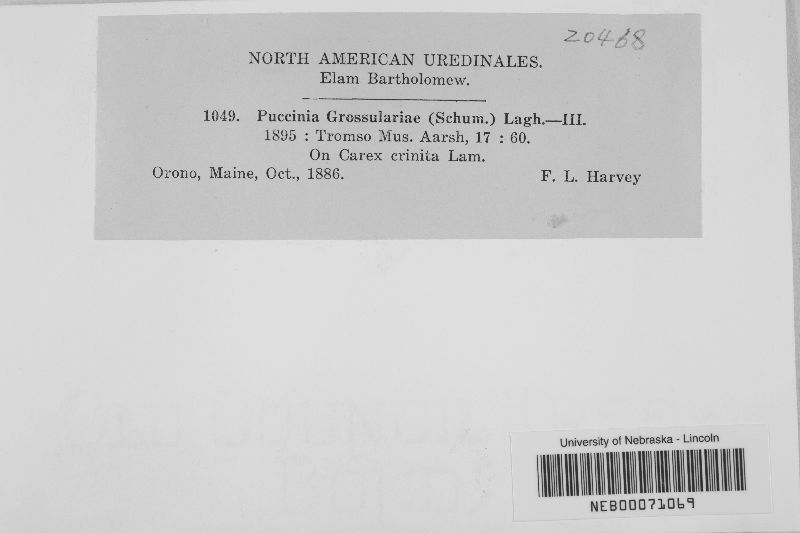 20468
NORTH AMERICAN UREDINALES.
Elam Bartholomew.
1049. Puccinia Grossulariae (Schum.) Lagh.—III.
1895 : Tromso Mus. Aarsh, 17 : 60.
On Carex crinita Lam.
Orono, Maine, Oct., 1886. F. L. Harvey
University of Nebraska - Lincoln
NEB00071069